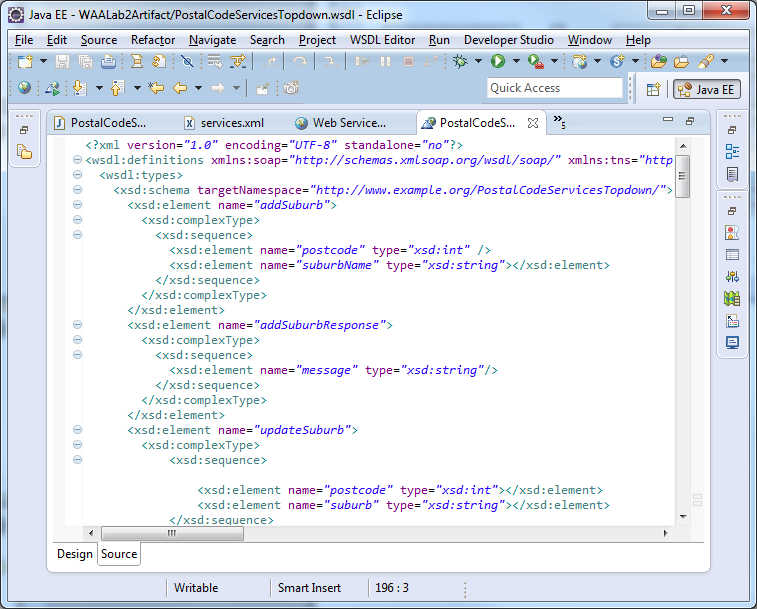 Java EE - WAALab2Artifact/PostalCodeServicesTopdown.wsdl - Eclipse
File Edit Source Refactor Navigate Search Project WSDL Editor Run Developer Studio Window Help
Quick Access
Java EE
PostalCodeS... services.xml Web Service... PostalCodeS... »5
<?xml version="1.0" encoding="UTF-8" standalone="no"?>
<wsdl:definitions xmlns:soap="http://schemas.xmlsoap.org/wsdl/soap/" xmlns:tns="http
<wsdl:types>
<xsd:schema targetNamespace="http://www.example.org/PostalCodeServicesTopdown/">
<xsd:element name="addSuburb">
<xsd:complexType>
<xsd:sequence>
<xsd:element name="postcode" type="xsd:int" />
<xsd:element name="suburbName" type="xsd:string"></xsd:element>
</xsd:sequence>
</xsd:complexType>
</xsd:element>
<xsd:element name="addSuburbResponse">
<xsd:complexType>
<xsd:sequence>
<xsd:element name="message" type="xsd:string"/>
</xsd:sequence>
</xsd:complexType>
</xsd:element>
<xsd:element name="updateSuburb">
<xsd:complexType>
<xsd:sequence>
<xsd:element name="postcode" type="xsd:int"></xsd:element>
<xsd:element name="suburb" type="xsd:string"></xsd:element>
</xsd:sequence>
Design Source
Writable Smart Insert 196 : 3